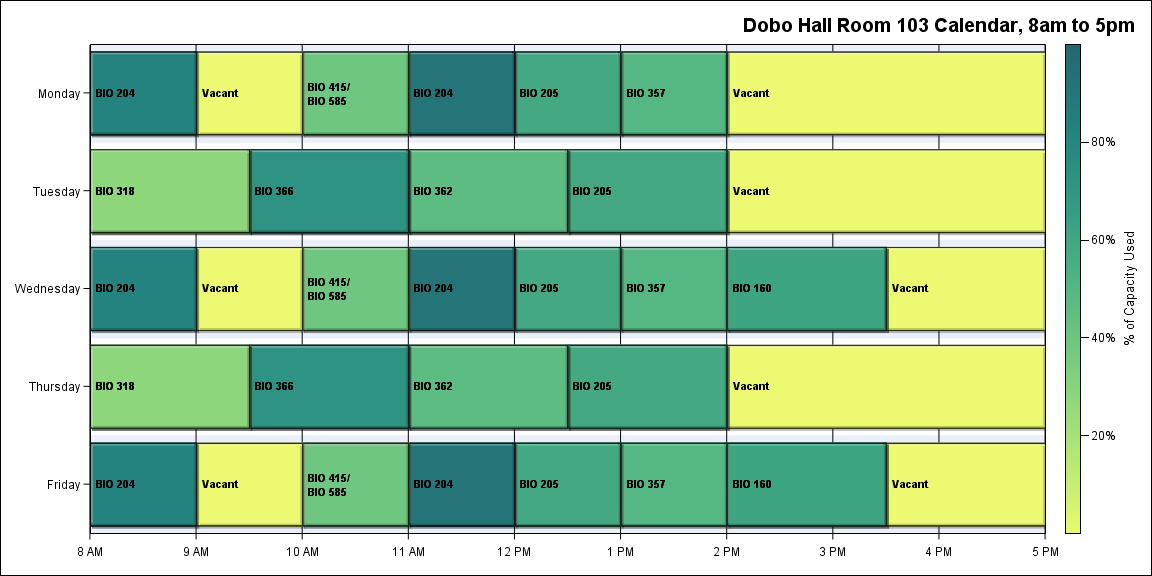 Dobo Hall Room 103 Calendar, 8am to 5pm
Monday
BIO 204
Vacant
BIO 415/
BIO 585
BIO 204
BIO 205
BIO 357
Vacant
Tuesday
BIO 318
BIO 366
BIO 362
BIO 205
Vacant
Wednesday
BIO 204
Vacant
BIO 415/
BIO 585
BIO 204
BIO 205
BIO 357
BIO 160
Vacant
Thursday
BIO 318
BIO 366
BIO 362
BIO 205
Vacant
Friday
BIO 204
Vacant
BIO 415/
BIO 585
BIO 204
BIO 205
BIO 357
BIO 160
Vacant
8 AM
9 AM
10 AM
11 AM
12 PM
1 PM
2 PM
3 PM
4 PM
5 PM
80%
60%
40%
20%
% of Capacity Used